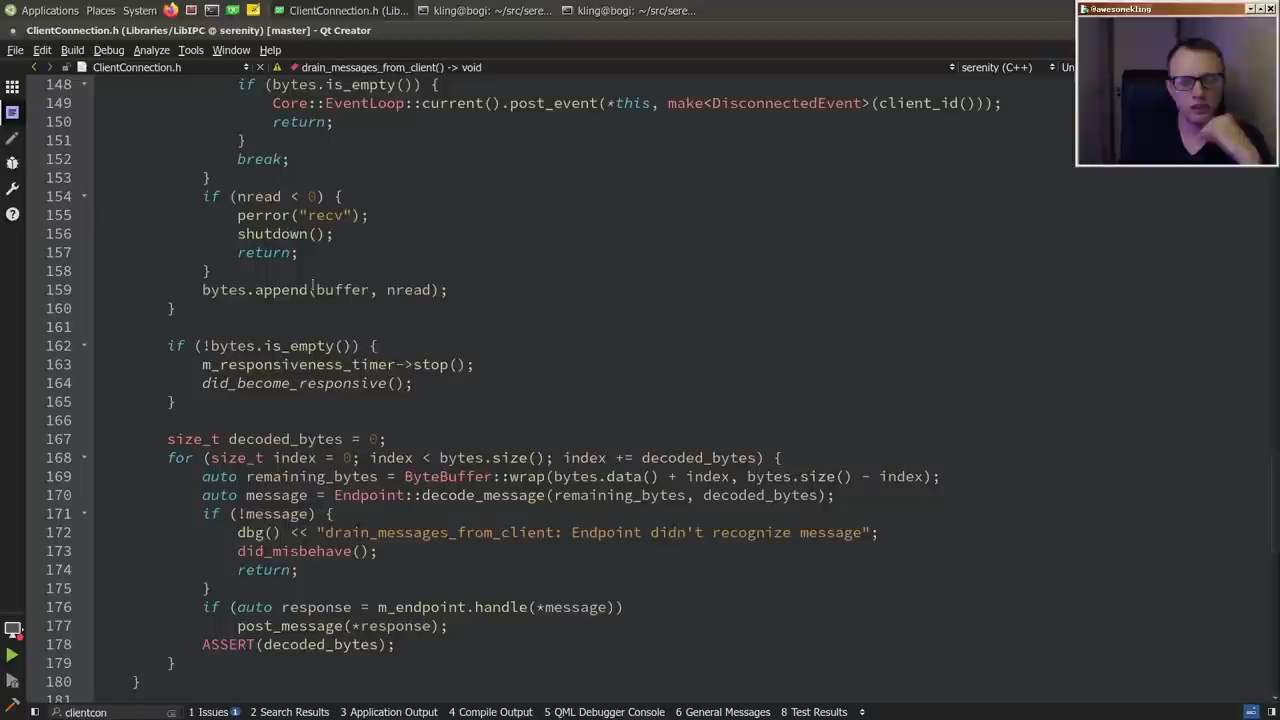 Applications Places System ClientConnection.h (Lib... kling@bogi: ~/src/sere... kling@bogi: ~/src/sere...
@awesomekling
ClientConnection.h (Libraries/LibIPC @ serenity) [master] - Qt Creator
File Edit Build Debug Analyze Tools Window Help
ClientConnection.h drain_messages_from_client() -> void serenity (C++) Un
148 if (bytes.is_empty()) {
149 Core::EventLoop::current().post_event(*this, make<DisconnectedEvent>(client_id()));
150 return;
151 }
152 break;
153 }
154 if (nread < 0) {
155 perror("recv");
156 shutdown();
157 return;
158 }
159 bytes.append(buffer, nread);
160 }
161
162 if (!bytes.is_empty()) {
163 m_responsiveness_timer->stop();
164 did_become_responsive();
165 }
166
167 size_t decoded_bytes = 0;
168 for (size_t index = 0; index < bytes.size(); index += decoded_bytes) {
169 auto remaining_bytes = ByteBuffer::wrap(bytes.data() + index, bytes.size() - index);
170 auto message = Endpoint::decode_message(remaining_bytes, decoded_bytes);
171 if (!message) {
172 dbg() << "drain_messages_from_client: Endpoint didn't recognize message";
173 did_misbehave();
174 return;
175 }
176 if (auto response = m_endpoint.handle(*message))
177 post_message(*response);
178 ASSERT(decoded_bytes);
179 }
180 }
181
clientcon 1 Issues 1 2 Search Results 3 Application Output 4 Compile Output 5 QML Debugger Console 6 General Messages 8 Test Results